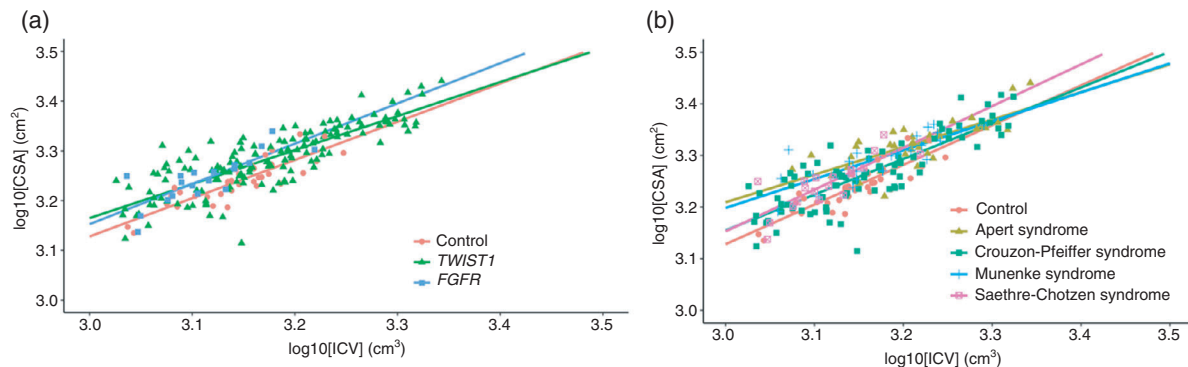 (a)
log10[CSA] (cm²)
3.5
3.4
3.3
3.2
3.1
3.0
Control
TWIST1
FGFR
3.0 3.1 3.2 3.3 3.4 3.5
log10[ICV] (cm³)
(b)
log10[CSA] (cm²)
3.5
3.4
3.3
3.2
3.1
3.0
Control
Apert syndrome
Crouzon-Pfeiffer syndrome
Munenke syndrome
Saethre-Chotzen syndrome
3.0 3.1 3.2 3.3 3.4 3.5
log10[ICV] (cm³)